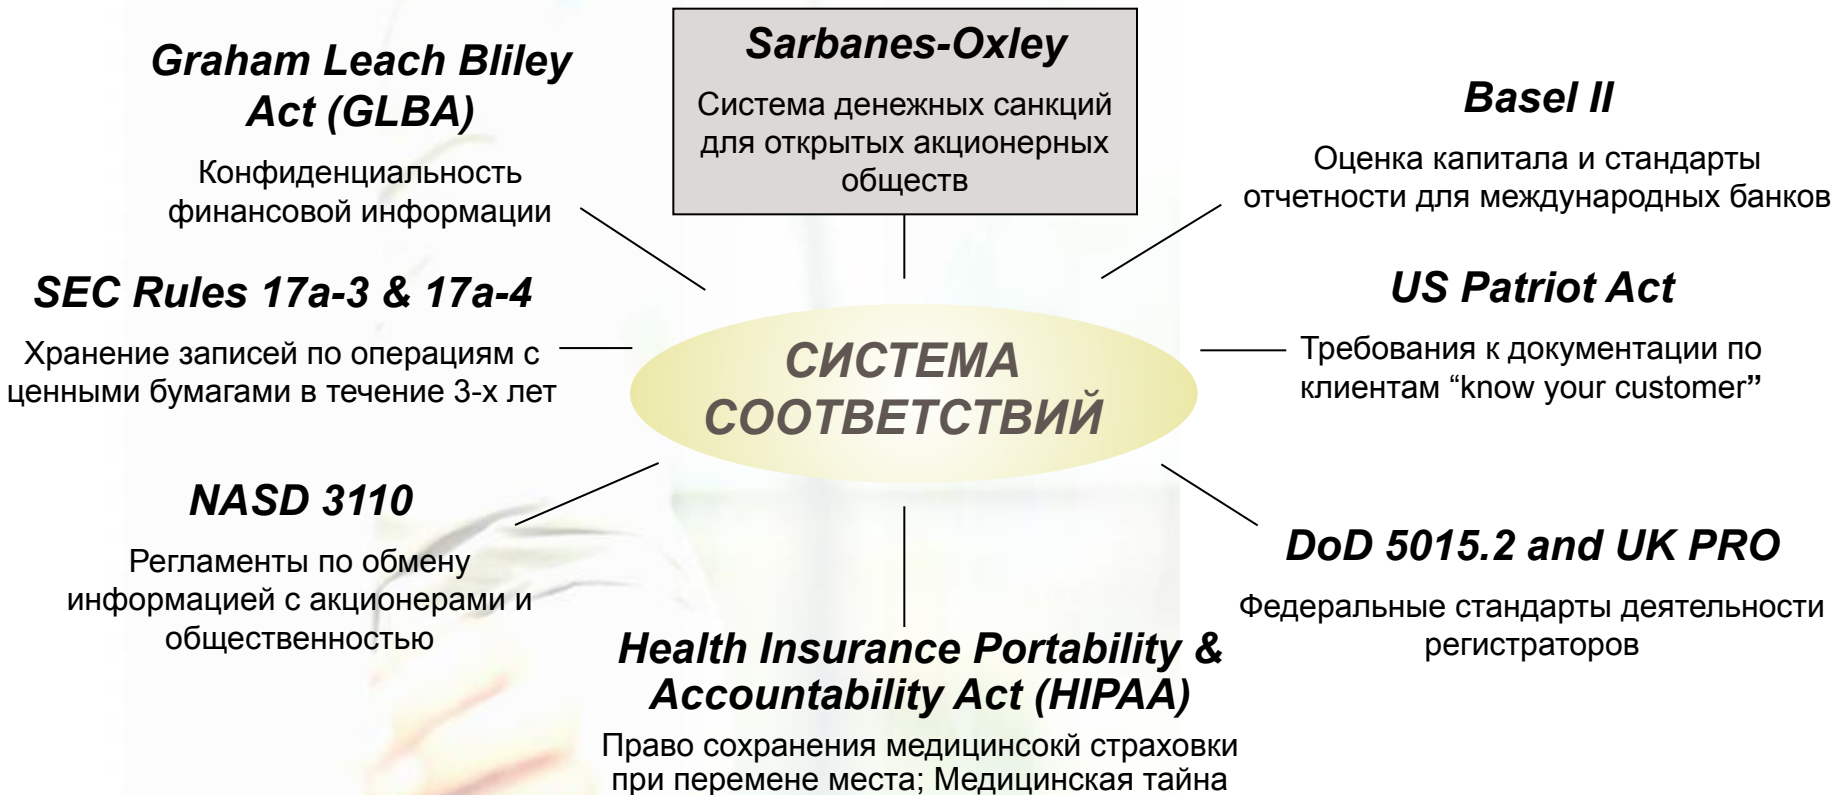 Graham Leach Bliley
Act (GLBA)
Конфиденциальность
финансовой информации
Sarbanes-Oxley
Система денежных санкций
для открытых акционерных
обществ
Basel II
Оценка капитала и стандарты
отчетности для международных банков
SEC Rules 17a-3 & 17a-4
Хранение записей по операциям с
ценными бумагами в течение 3-х лет
СИСТЕМА
СООТВЕТСТВИЙ
US Patriot Act
Требования к документации по
клиентам “know your customer”
NASD 3110
Регламенты по обмену
информацией с акционерами и
общественностью
Health Insurance Portability &
Accountability Act (HIPAA)
Право сохранения медицинсокй страховки
при перемене места; Медицинская тайна
DoD 5015.2 and UK PRO
Федеральные стандарты деятельности
регистраторов